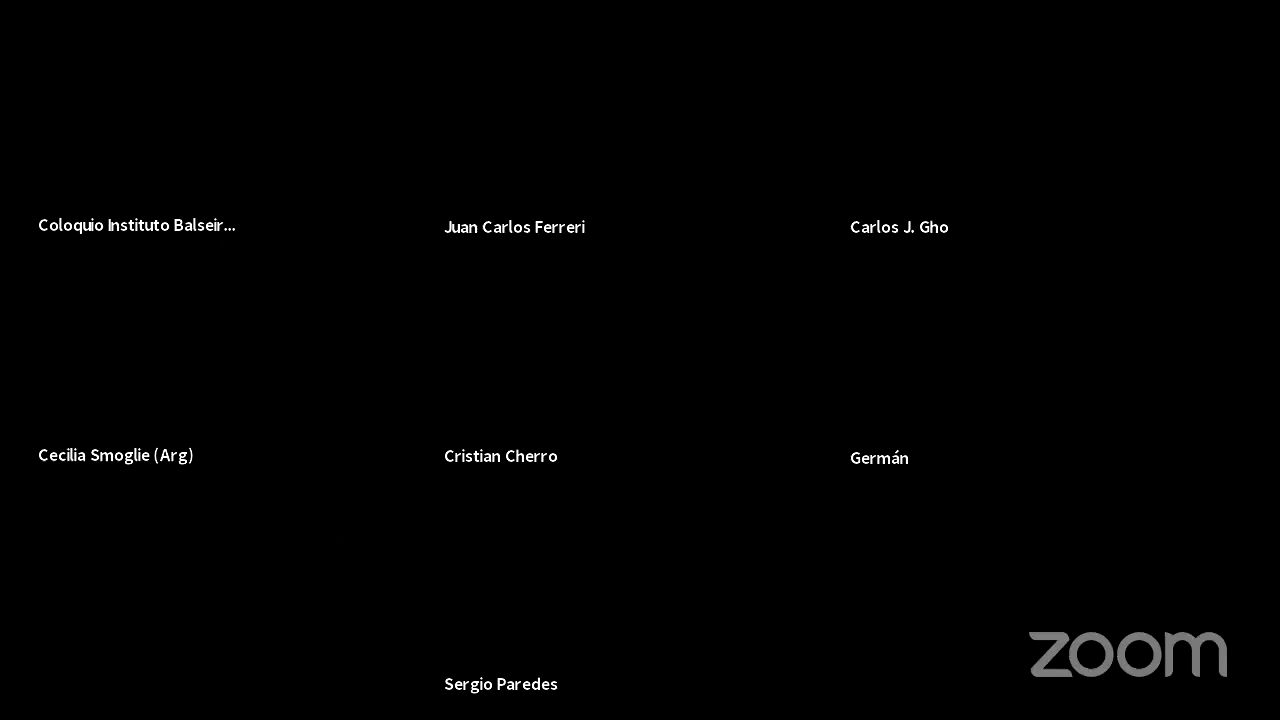 Coloquio Instituto Balseir...
Juan Carlos Ferreri
Carlos J. Gho
Cecilia Smoglie (Arg)
Cristian Cherro
Germán
Sergio Paredes
zoom